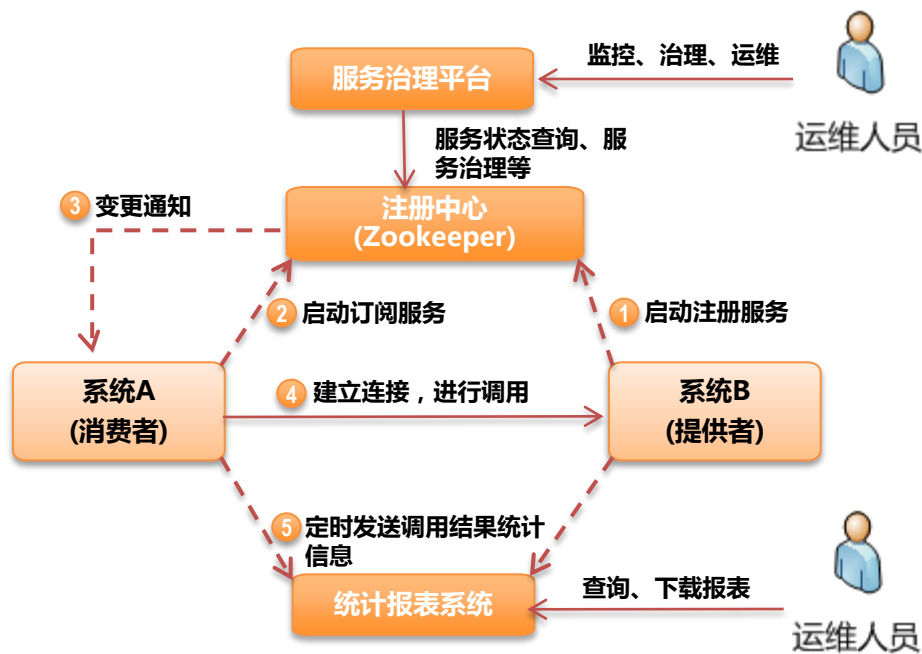 监控、治理、运维
服务治理平台
运维人员
服务状态查询、服
务治理等
3 变更通知
注册中心
(Zookeeper)
2 启动订阅服务
1 启动注册服务
系统A
(消费者)
4 建立连接，进行调用
系统B
(提供者)
5 定时发送调用结果统计
信息
统计报表系统
查询、下载报表
运维人员